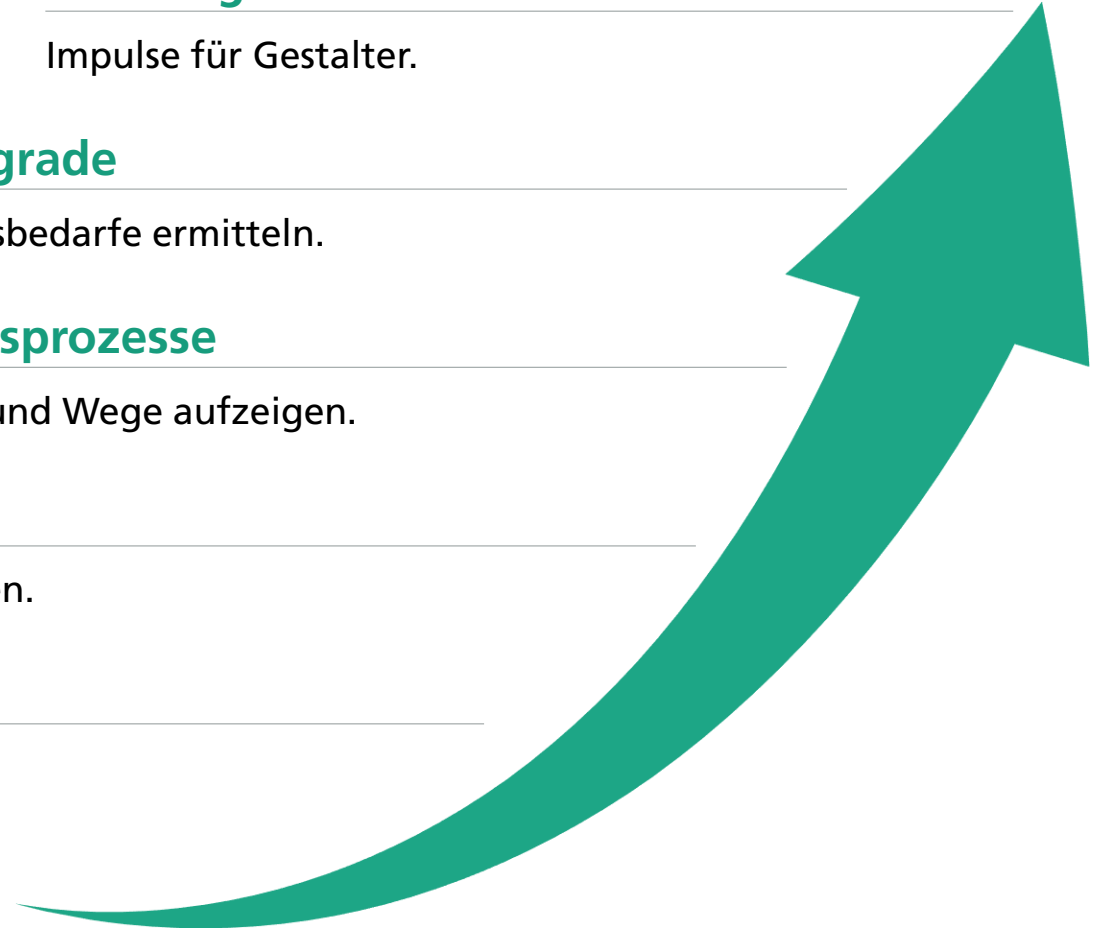 Impulse für Gestalter.
grade
sbedarfe ermitteln.
sprozesse
und Wege aufzeigen.
n.